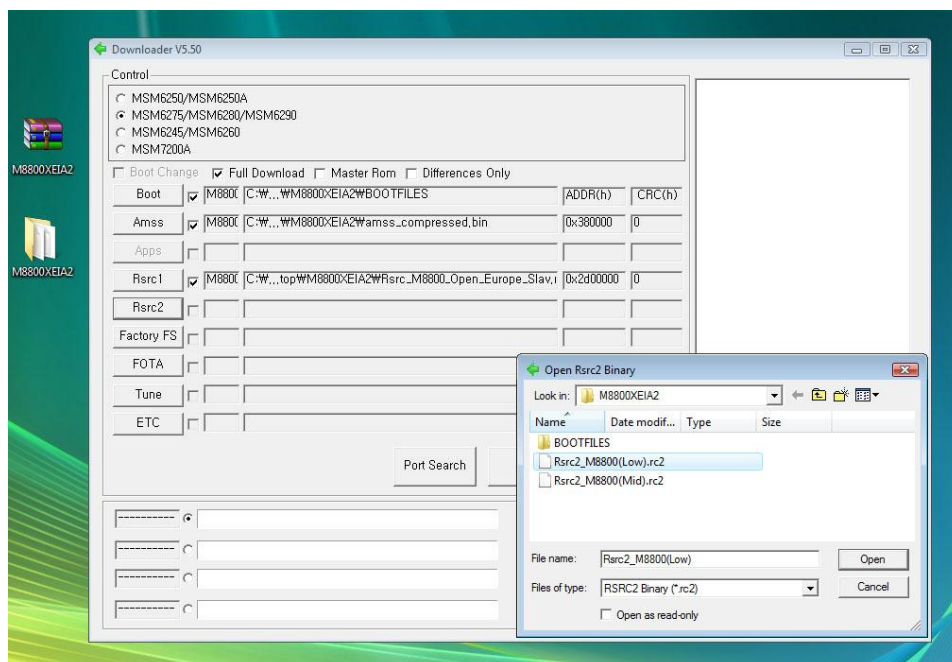 Downloader V5.50
Control
MSM6250/MSM6250A
MSM6275/MSM6280/MSM6290
MSM6245/MSM6260
MSM7200A
Boot Change Full Download Master Rom Differences Only
Boot M880( C:₩,,,₩M8800XEIA2₩BOOTFILES ADDR(h) CRC(h)
Amss M880( C:₩,,,₩M8800XEIA2₩amss_compressed,bin 0x380000 0
Apps
Rsrc1 M880( C:₩,,,top₩M8800XEIA2₩Rsrc_M8800_Open_Europe_Slav,r 0x2d00000 0
Rsrc2
Factory FS
FOTA
Tune
ETC
Port Search
----------
----------
----------
----------
M8800XEIA2
M8800XEIA2
Open Rsrc2 Binary
Look in: M8800XEIA2
Name Date modif... Type Size
BOOTFILES
Rsrc2_M8800(Low).rc2
Rsrc2_M8800(Mid).rc2
File name: Rsrc2_M8800(Low) Open
Files of type: RSRC2 Binary (*.rc2) Cancel
Open as read-only